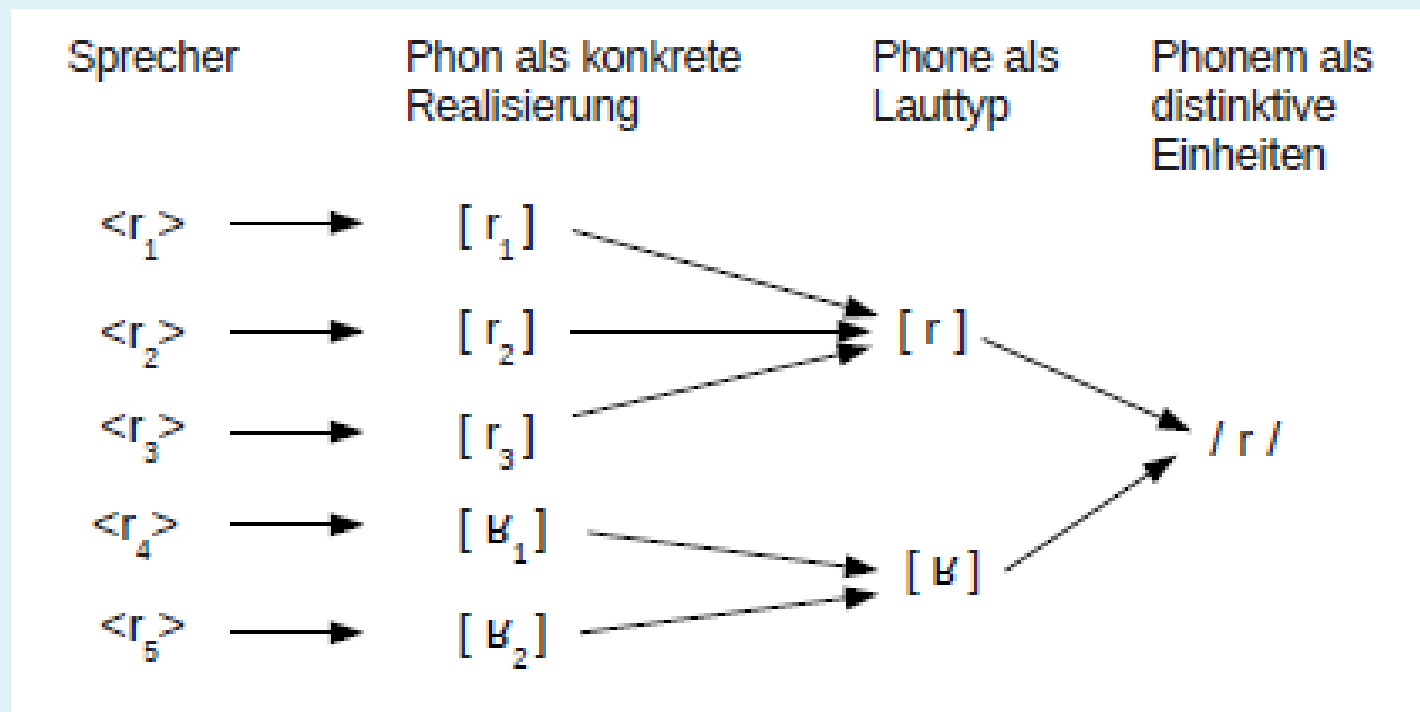 Sprecher
Phon als konkrete
Realisierung
Phone als
Lauttyp
Phonem als
distinktive
Einheiten
<r₁> [ r₁ ]
<r₂> [ r₂ ] [ r ]
<r₃> [ r₃ ]
/ r /
<r₄> [ ʁ₁ ]
[ ʁ ]
<r₅> [ ʁ₂ ]